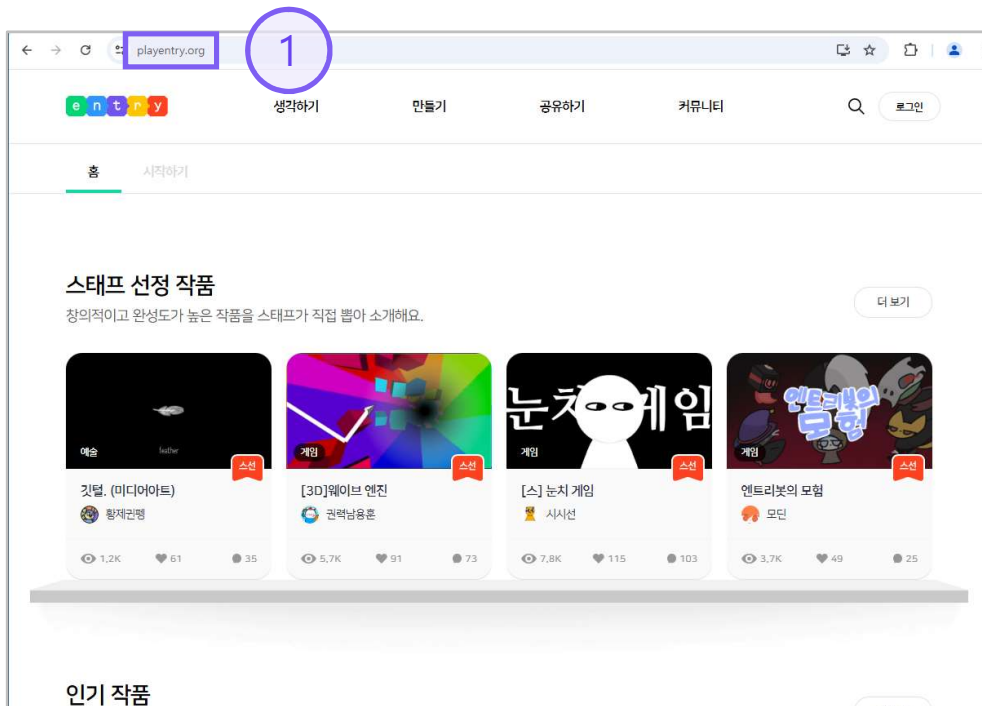 playentry.org
1
entry
생각하기
만들기
공유하기
커뮤니티
로그인
홈
시작하기
스태프 선정 작품
창의적이고 완성도가 높은 작품을 스태프가 직접 뽑아 소개해요.
더 보기
feather
예술
스선
깃털. (미디어아트)
황제귄펭
1,2K
61
35
게임
스선
[3D]웨이브 엔진
권력남용훈
5,7K
91
73
눈치게임
게임
스선
[스] 눈치 게임
시시선
7,8K
115
103
엔트리봇의
모험
게임
스선
엔트리봇의 모험
모딘
3,7K
49
25
인기 작품